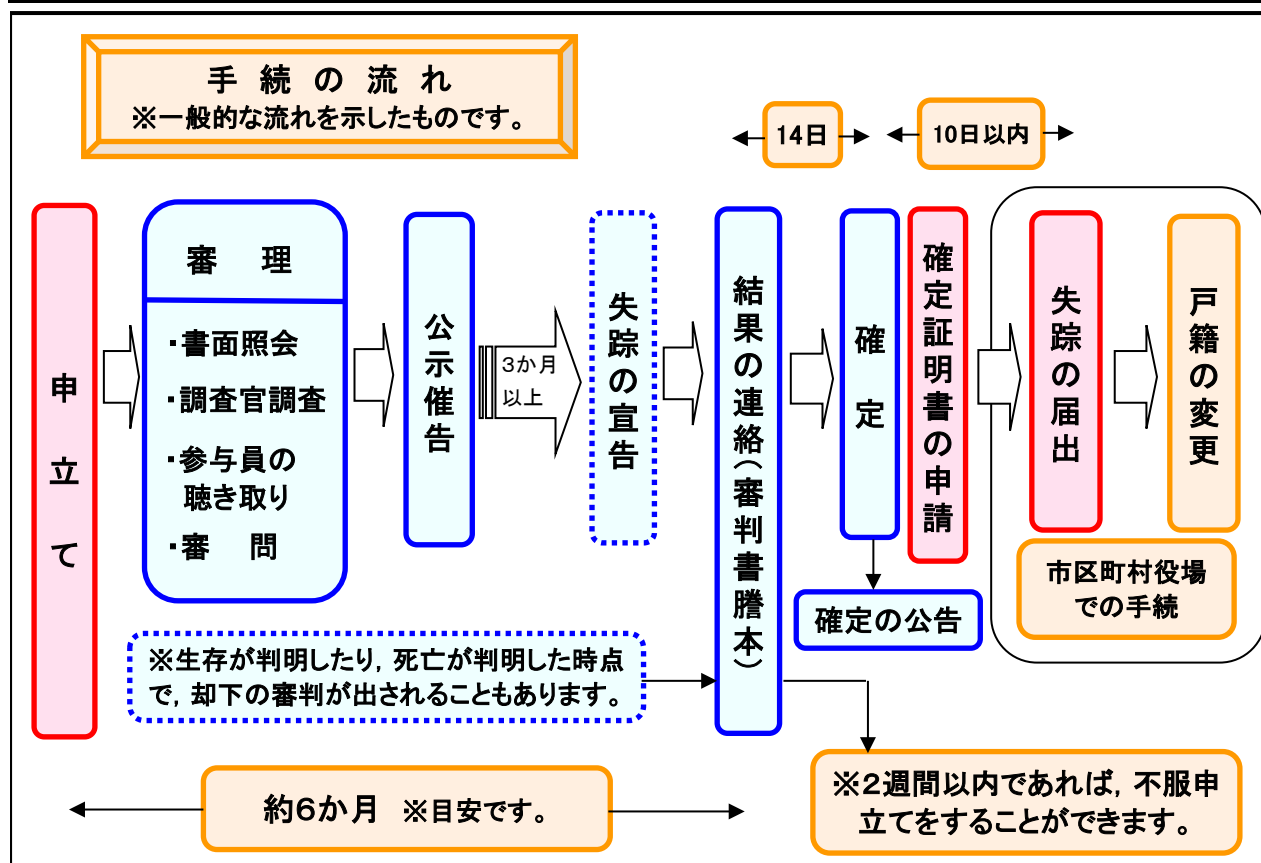 手 続 の 流 れ
※一般的な流れを示したものです。
14日
10日以内
申立て
審　理
・書面照会
・調査官調査
・参与員の
聴き取り
・審　問
公示催告
3か月
以上
失踪の宣告
結果の連絡（審判書謄本）
確定
確定証明書の申請
失踪の届出
戸籍の変更
市区町村役場
での手続
確定の公告
※生存が判明したり，死亡が判明した時点
で，却下の審判が出されることもあります。
約6か月 ※目安です。
※2週間以内であれば，不服申
立てをすることができます。